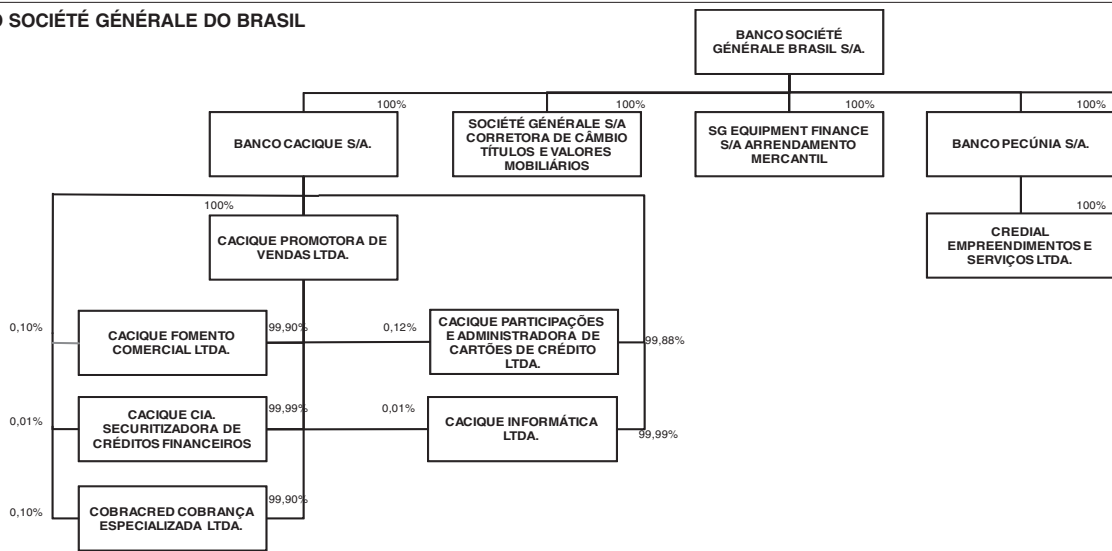 SOCIÉTÉ GÉNÉRALE DO BRASIL
BANCO SOCIÉTÉ
GÉNÉRALE BRASIL S/A.
100%
100%
100%
100%
BANCO CACIQUE S/A.
SOCIÉTÉ GÉNÉRALE S/A
CORRETORA DE CÂMBIO
TÍTULOS E VALORES
MOBILIÁRIOS
SG EQUIPMENT FINANCE
S/A ARRENDAMENTO
MERCANTIL
BANCO PECÚNIA S/A.
100%
100%
CACIQUE PROMOTORA DE
VENDAS LTDA.
CREDIAL
EMPREENDIMENTOS E
SERVIÇOS LTDA.
0,10%
CACIQUE FOMENTO
COMERCIAL LTDA.
99,90%
0,12%
CACIQUE PARTICIPAÇÕES
E ADMINISTRADORA DE
CARTÕES DE CRÉDITO
LTDA.
99,88%
0,01%
CACIQUE CIA.
SECURITIZADORA DE
CRÉDITOS FINANCEIROS
99,99%
0,01%
CACIQUE INFORMÁTICA
LTDA.
99,99%
0,10%
COBRACRED COBRANÇA
ESPECIALIZADA LTDA.
99,90%